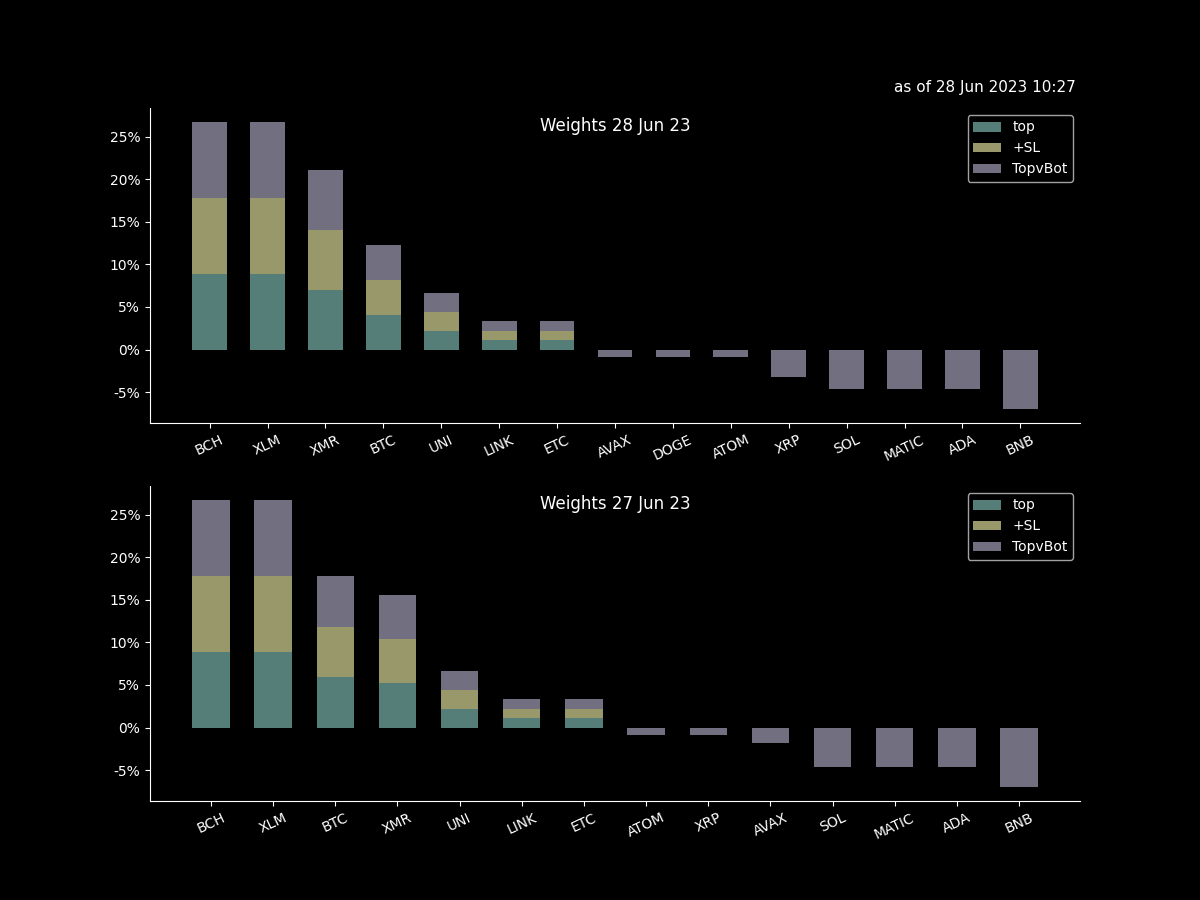 as of 28 Jun 2023 10:27
Weights 28 Jun 23
top
+SL
TopvBot
25%
20%
15%
10%
5%
0%
-5%
BCH XLM XMR BTC UNI LINK ETC AVAX DOGE ATOM XRP SOL MATIC ADA BNB
Weights 27 Jun 23
top
+SL
TopvBot
25%
20%
15%
10%
5%
0%
-5%
BCH XLM BTC XMR UNI LINK ETC ATOM XRP AVAX SOL MATIC ADA BNB